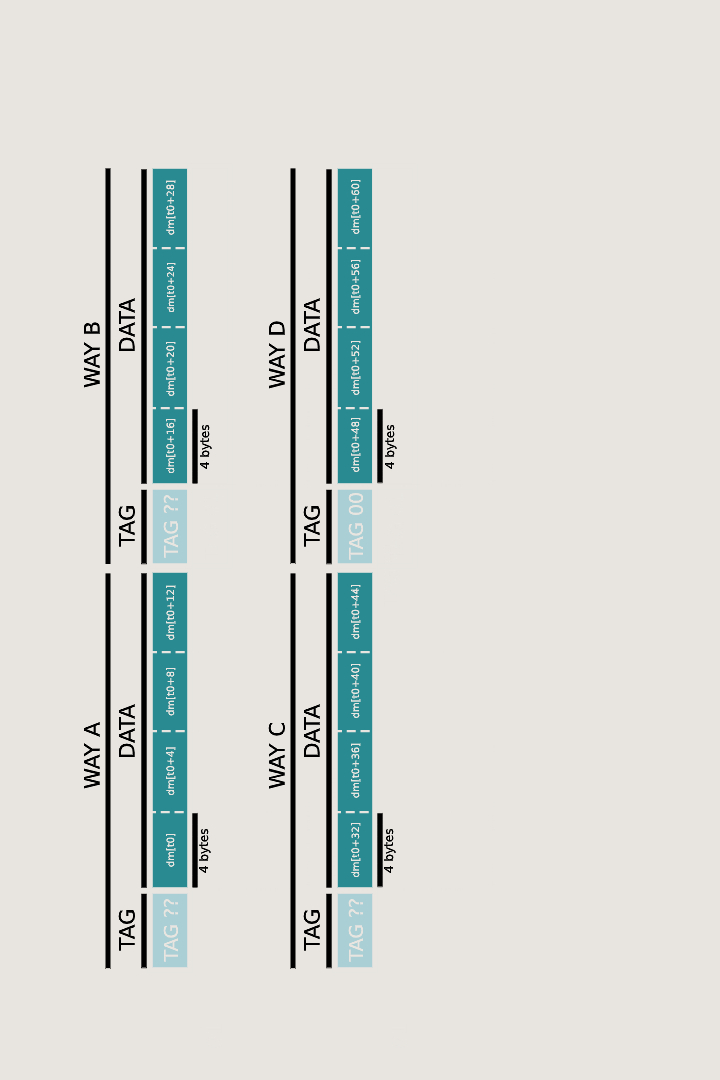 WAY A
WAY B
TAG
DATA
TAG
DATA
TAG ??
dm[t0]
dm[t0+4]
dm[t0+8]
dm[t0+12]
TAG ??
dm[t0+16]
dm[t0+20]
dm[t0+24]
dm[t0+28]
4 bytes
4 bytes
WAY C
WAY D
TAG
DATA
TAG
DATA
TAG ??
dm[t0+32]
dm[t0+36]
dm[t0+40]
dm[t0+44]
TAG 00
dm[t0+48]
dm[t0+52]
dm[t0+56]
dm[t0+60]
4 bytes
4 bytes